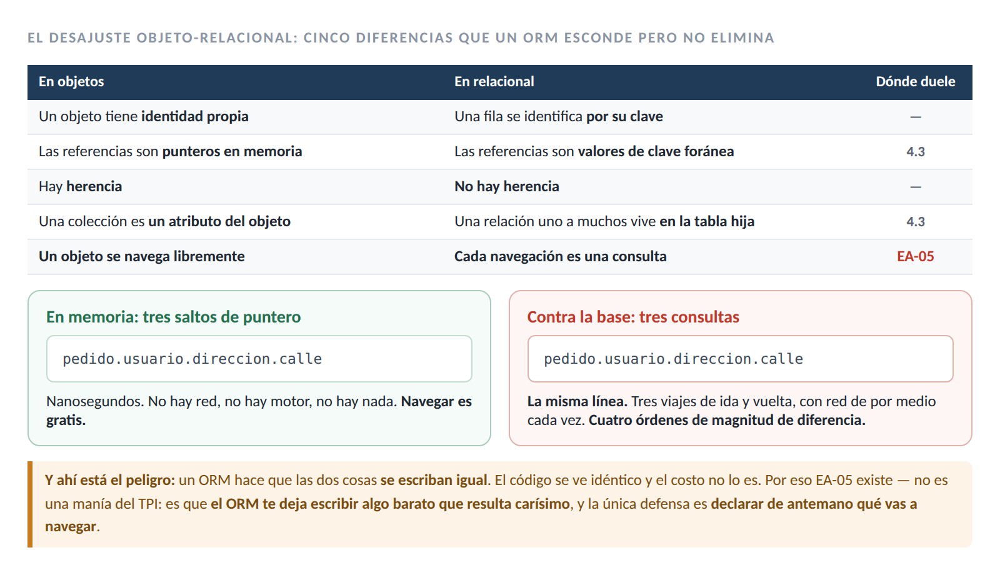 EL DESAJUSTE OBJETO-RELACIONAL: CINCO DIFERENCIAS QUE UN ORM ESCONDE PERO NO ELIMINA
En objetos En relacional Dónde duele
Un objeto tiene identidad propia Una fila se identifica por su clave —
Las referencias son punteros en memoria Las referencias son valores de clave foránea 4.3
Hay herencia No hay herencia —
Una colección es un atributo del objeto Una relación uno a muchos vive en la tabla hija 4.3
Un objeto se navega libremente Cada navegación es una consulta EA-05
En memoria: tres saltos de puntero
pedido.usuario.direccion.calle
Nanosegundos. No hay red, no hay motor, no hay nada. Navegar es
gratis.
Contra la base: tres consultas
pedido.usuario.direccion.calle
La misma línea. Tres viajes de ida y vuelta, con red de por medio
cada vez. Cuatro órdenes de magnitud de diferencia.
Y ahí está el peligro: un ORM hace que las dos cosas se escriban igual. El código se ve idéntico y el costo no lo es. Por eso EA-05 existe — no es
una manía del TPI: es que el ORM te deja escribir algo barato que resulta carísimo, y la única defensa es declarar de antemano qué vas a
navegar.